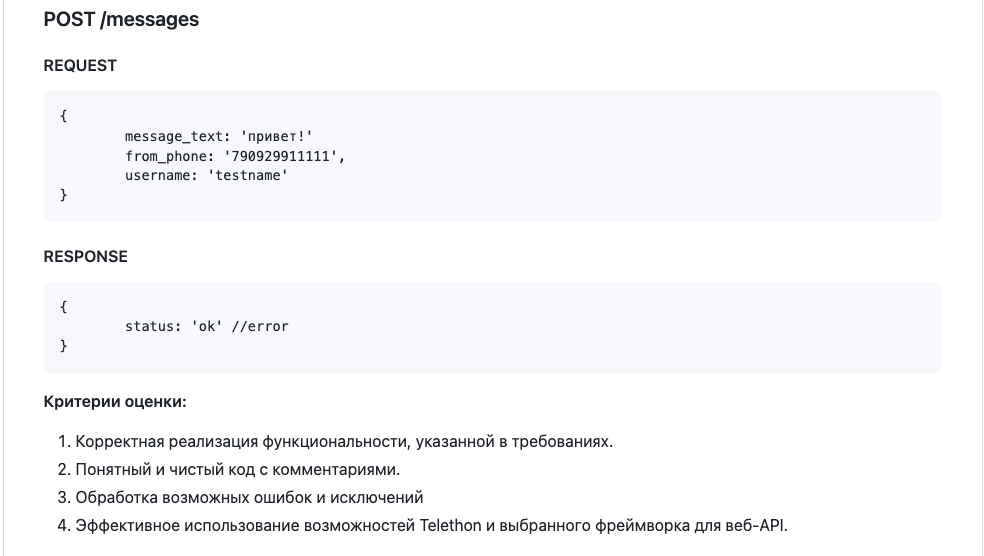 POST /messages
REQUEST
{
message_text: 'привет!'
from_phone: '790929911111',
username: 'testname'
}
RESPONSE
{
status: 'ok' //error
}
Критерии оценки:
1. Корректная реализация функциональности, указанной в требованиях.
2. Понятный и чистый код с комментариями.
3. Обработка возможных ошибок и исключений
4. Эффективное использование возможностей Telethon и выбранного фреймворка для веб-API.